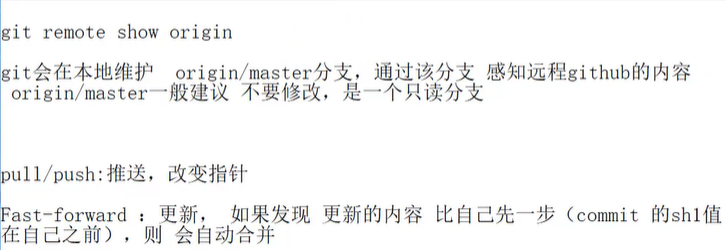 git remote show origin
git会在本地维护  origin/master分支，通过该分支 感知远程github的内容
 origin/master一般建议 不要修改，是一个只读分支
pull/push:推送，改变指针
Fast-forward ：更新， 如果发现 更新的内容 比自己先一步（commit 的sh1值
在自己之前），则 会自动合并